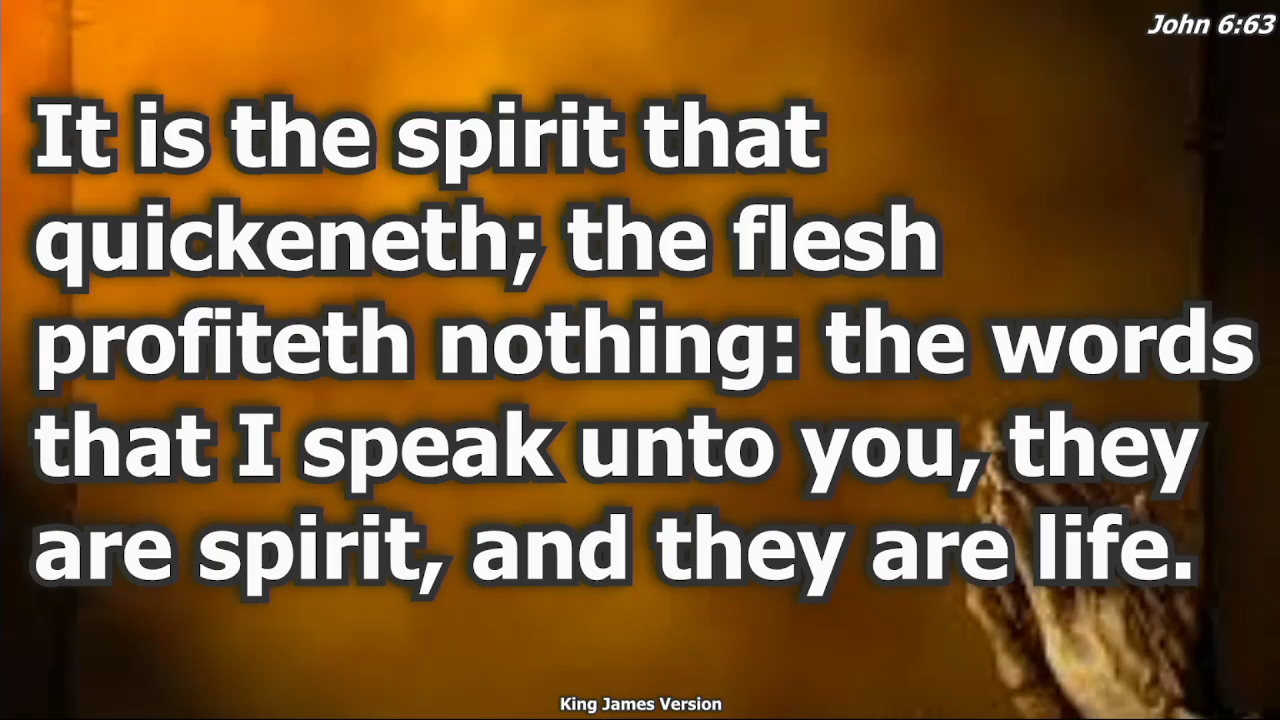 John 6:63
It is the spirit that
quickeneth; the flesh
profiteth nothing: the words
that I speak unto you, they
are spirit, and they are life.
King James Version